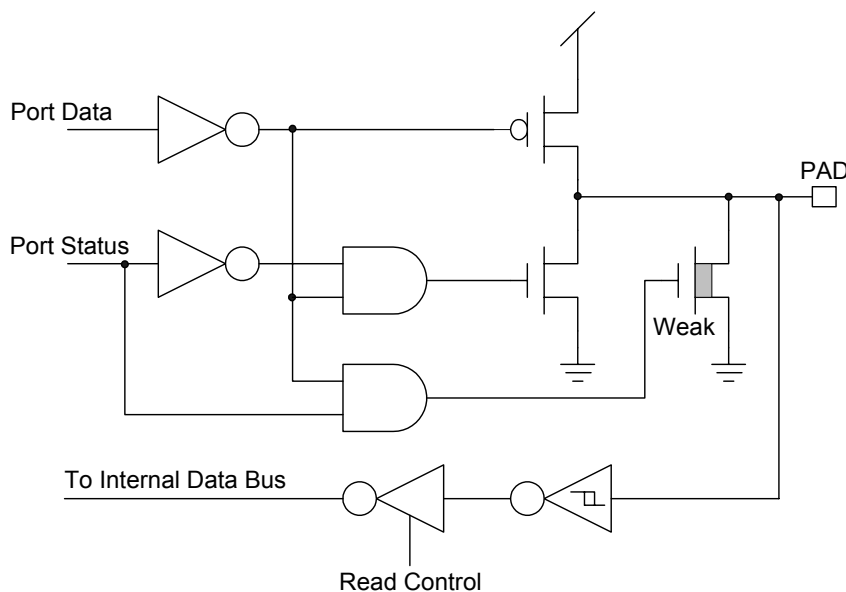 Port Data
PAD
Port Status
Weak
To Internal Data Bus
Read Control